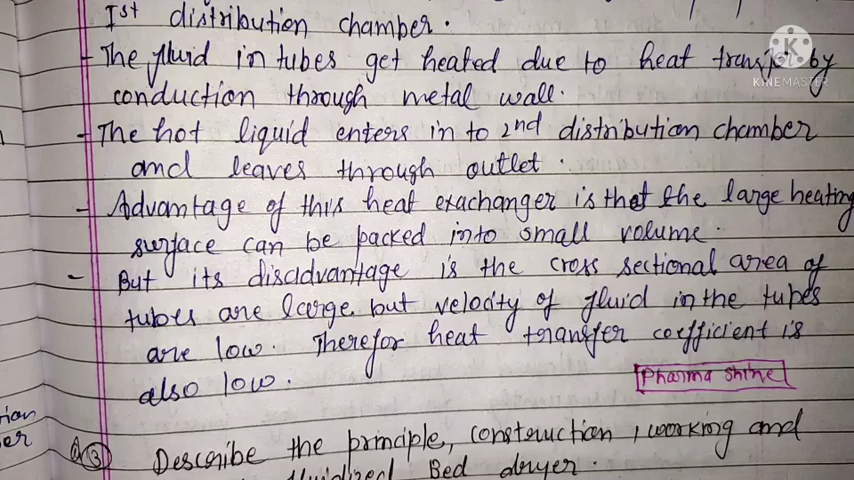 Ist distribution chamber.
- The fluid in tubes get heated due to heat transfer by
conduction through metal wall.
- The hot liquid enters in to 2nd distribution chamber
and leaves through outlet.
- Advantage of this heat exachanger is that the large heating
surface can be packed into small volume.
- But its disadvantage is the cross sectional area of
tubes are large but velocity of fluid in the tubes
are low. Therefor heat transfer coefficient is
also low.
Pharma Shine
Q(3) Describe the principle, construction, working and
fluidized Bed dryer.
KINEMASTER